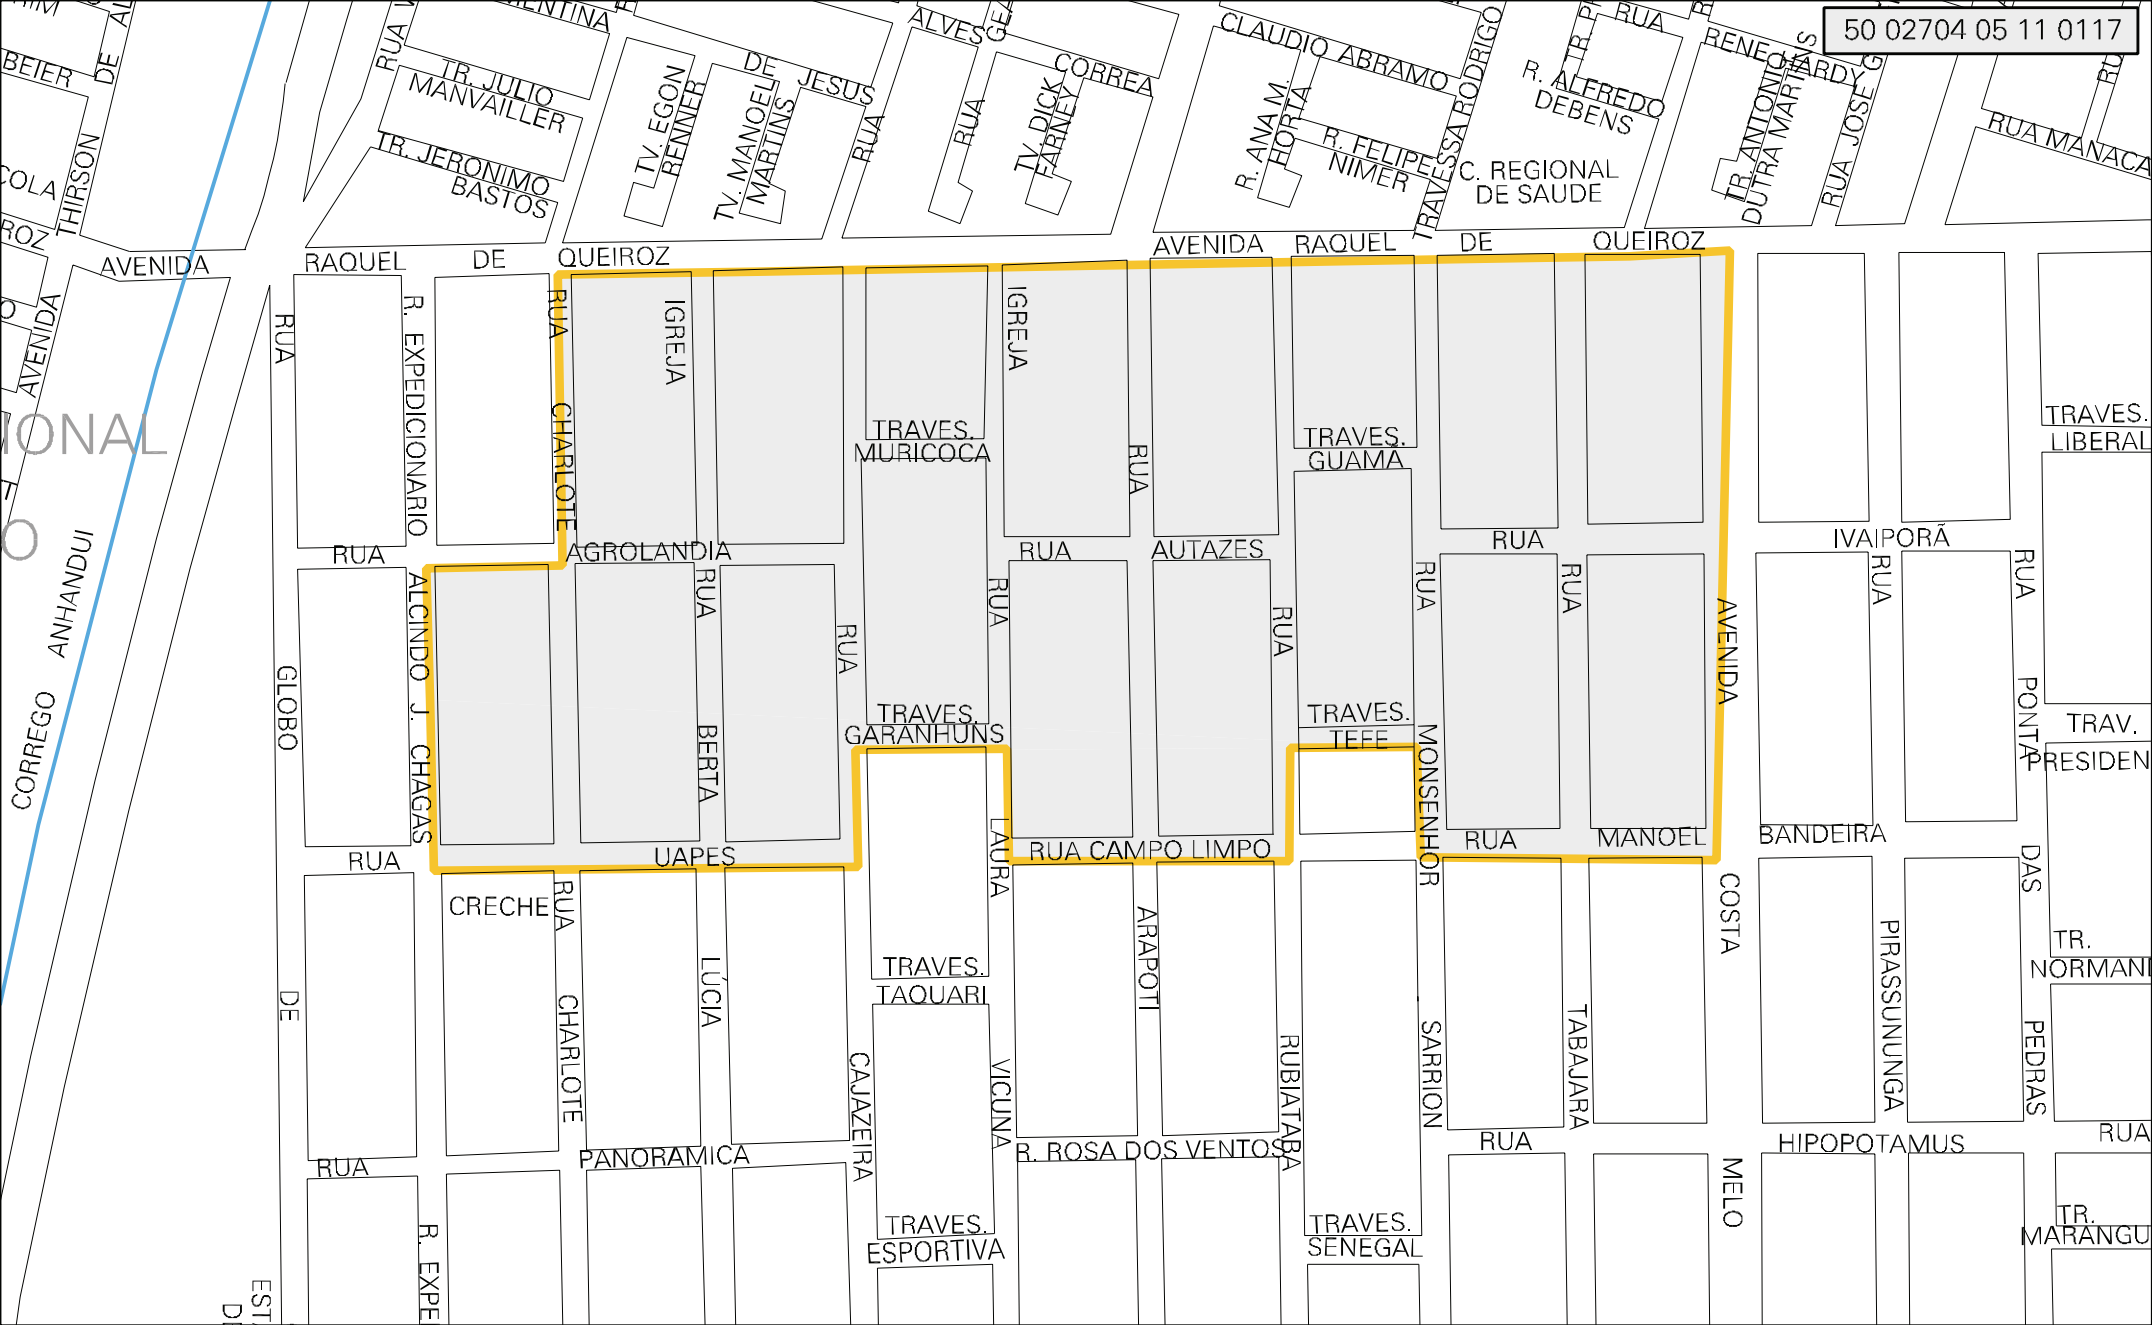 50 02704 05 11 0117
BEIER
DE
THIRSON
AVENIDA
RUA
TR. JULIO
MANVAILLER
TR. JERONIMO
BASTOS
TV. EGON
RENNER
DE JESUS
TV. MANOEL
MARTINS
RUA
ALVES
CORREA
RUA
TV. DICK
FARNEY
CLAUDIO ABRAMO
R. ANA M.
HORTA
R. FELIPE
NIMER
TRAVESSA RODRIGO
C. REGIONAL
DE SAUDE
R. ALFREDO
DEBENS
RUA
RENE HARDY
TR. ANTONIO
DUTRA MARTINS
RUA JOSE
RUA MANACA
AVENIDA RAQUEL DE QUEIROZ
AVENIDA RAQUEL DE QUEIROZ
CORREGO ANHANDUI
RUA GLOBO DE
R. EXPEDICIONARIO
ALCINDO J. CHAGAS
RUA CHARLOTE
IGREJA
IGREJA
TRAVES.
MURICOCA
TRAVES.
GUAMÁ
TRAVES.
LIBERAL
RUA AGROLANDIA
RUA AUTAZES
RUA IVAIPORÃ
RUA BERTA LÚCIA
RUA CAJAZEIRA
RUA LAURA VICUNA
RUA ARAPOTI
RUA RUBIATABA
RUA MONSENHOR SARRION
RUA TABAJARA
AVENIDA COSTA MELO
RUA PIRASSUNUNGA
RUA PONTA DAS PEDRAS
TRAVES.
GARANHUNS
TRAVES.
TEFE
TRAV.
RUA UAPES
RUA CAMPO LIMPO
RUA MANOEL BANDEIRA
CRECHE
RUA CHARLOTE
TRAVES.
TAQUARI
TR.
RUA PANORAMICA
R. ROSA DOS VENTOS
RUA HIPOPOTAMUS
RUA
TRAVES.
ESPORTIVA
TRAVES.
SENEGAL
TR.
R. EXPE